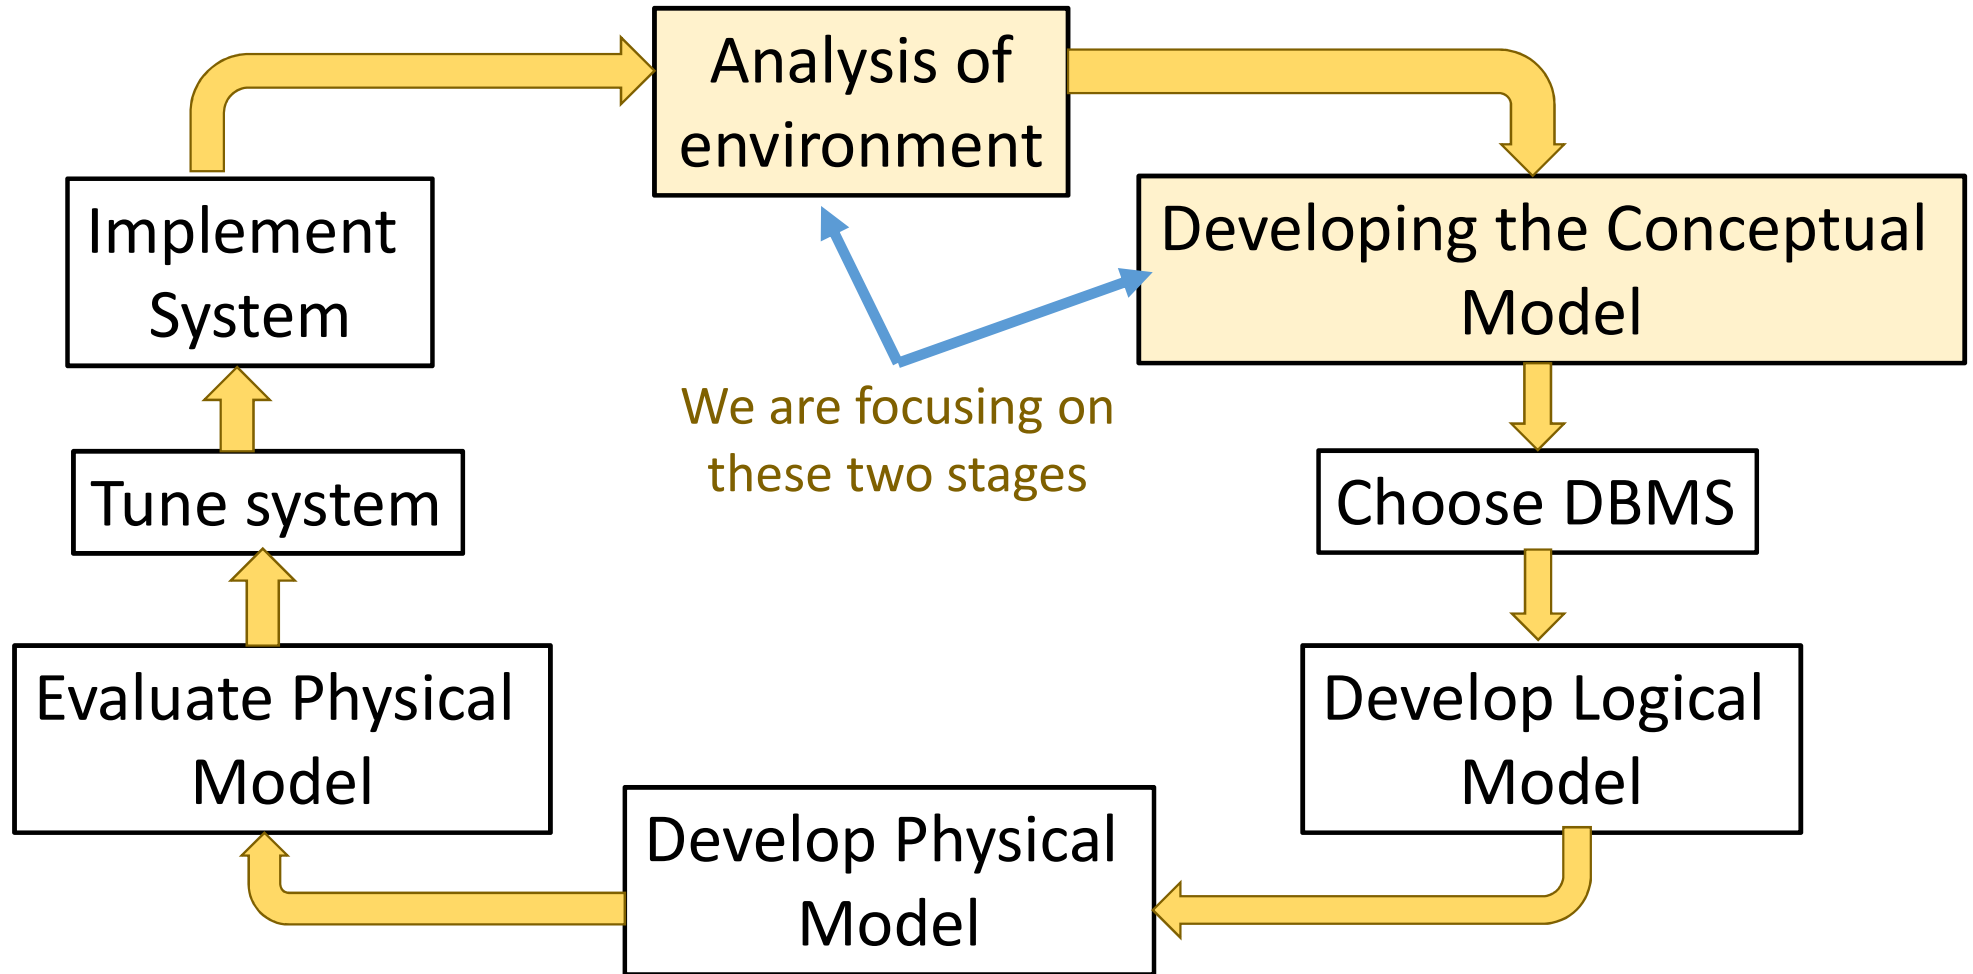 Analysis of
environment
Developing the Conceptual
Model
Implement
System
We are focusing on
these two stages
Choose DBMS
Tune system
Develop Logical
Model
Evaluate Physical
Model
Develop Physical
Model